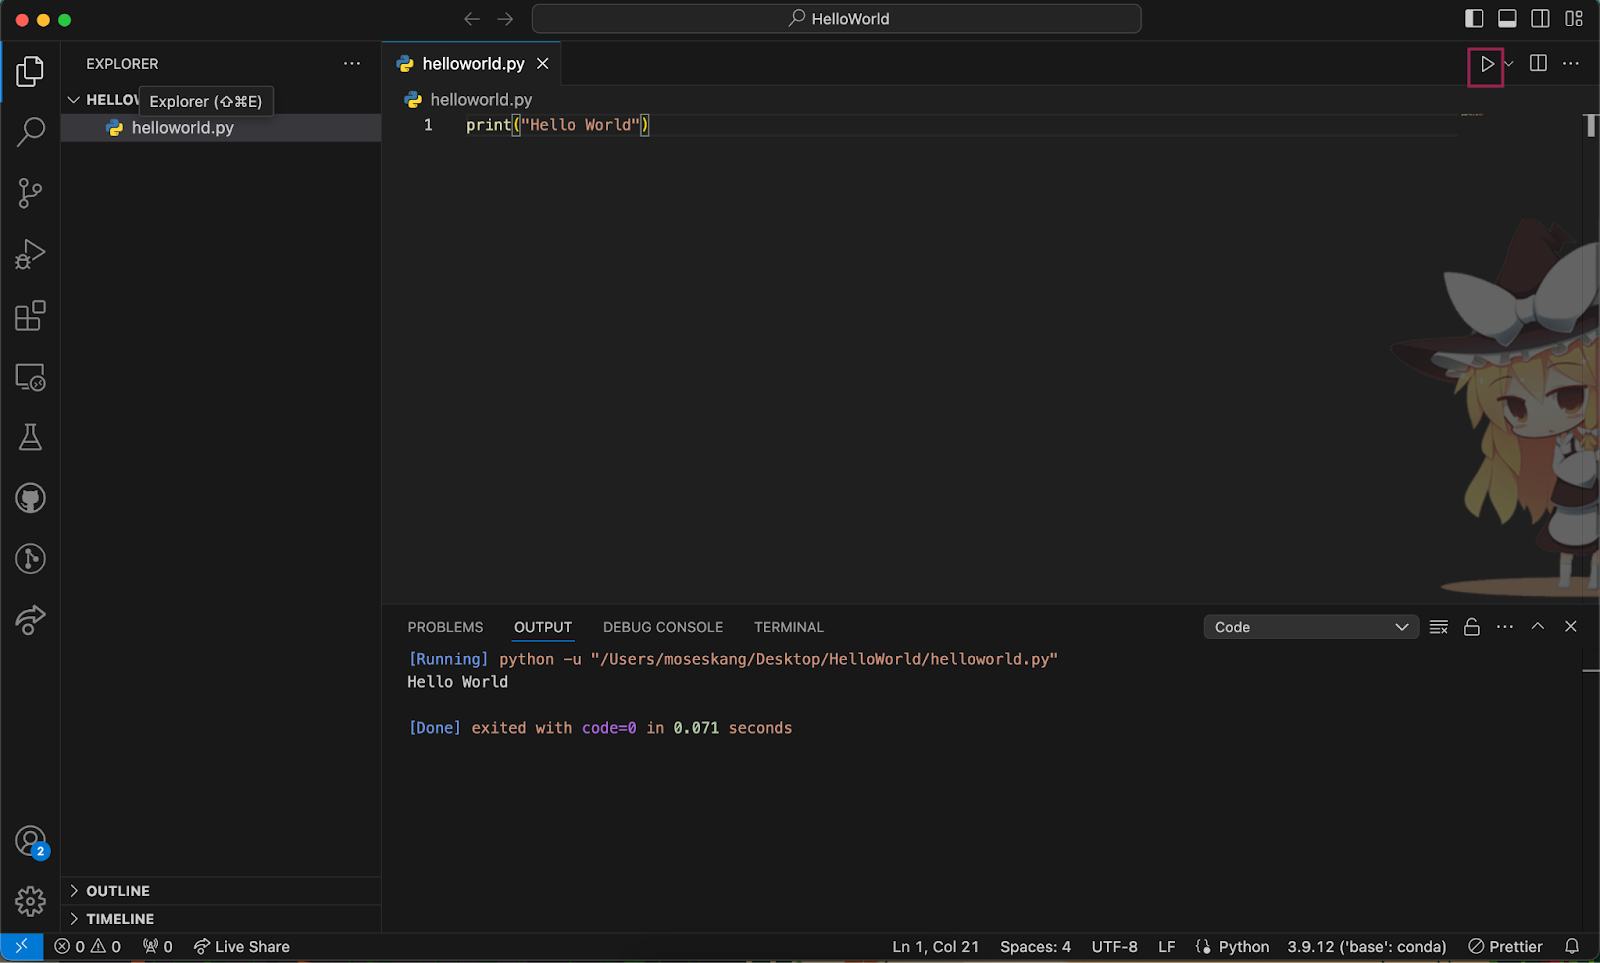 HelloWorld
EXPLORER
helloworld.py
HELLOW
Explorer (⇧⌘E)
helloworld.py
helloworld.py
1 print("Hello World")
PROBLEMS OUTPUT DEBUG CONSOLE TERMINAL
Code
[Running] python -u "/Users/moseskang/Desktop/HelloWorld/helloworld.py"
Hello World
[Done] exited with code=0 in 0.071 seconds
2
OUTLINE
TIMELINE
0 0 0 Live Share
Ln 1, Col 21 Spaces: 4 UTF-8 LF Python 3.9.12 ('base': conda) Prettier